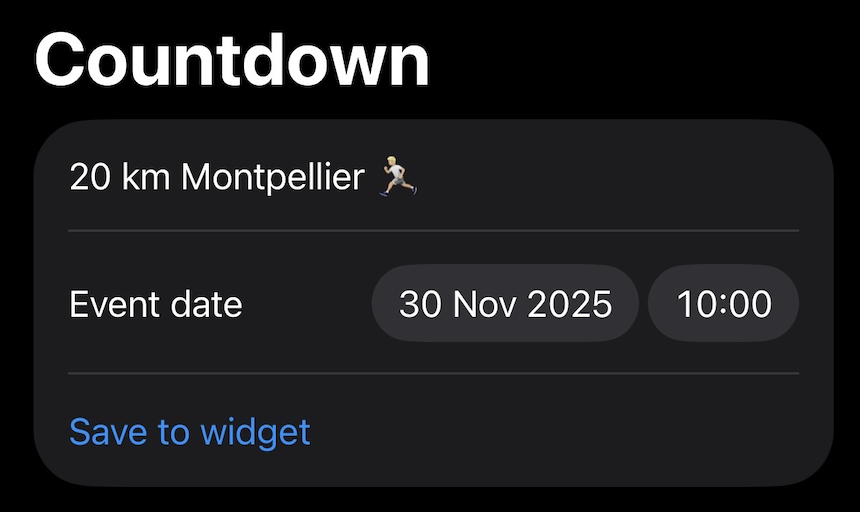 Countdown
20 km Montpellier 🏃🏼
Event date 30 Nov 2025 10:00
Save to widget